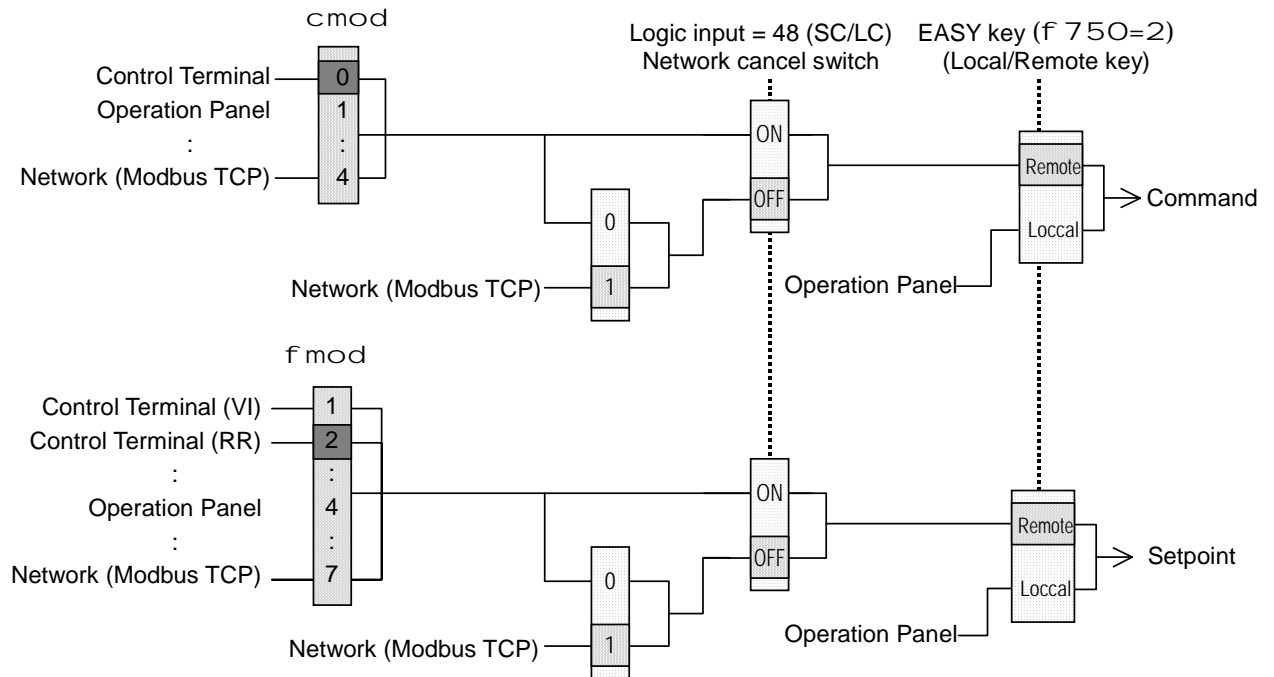 cmod
Logic input = 48 (SC/LC)
Network cancel switch
EASY key (f 750=2)
(Local/Remote key)
Control Terminal
0
Operation Panel
1
:
:
Network (Modbus TCP)
4
ON
OFF
0
Network (Modbus TCP)
1
Remote
Loccal
Command
Operation Panel
fmod
Control Terminal (VI)
1
Control Terminal (RR)
2
:
:
Operation Panel
4
:
:
Network (Modbus TCP)
7
ON
OFF
0
Network (Modbus TCP)
1
Remote
Loccal
Setpoint
Operation Panel